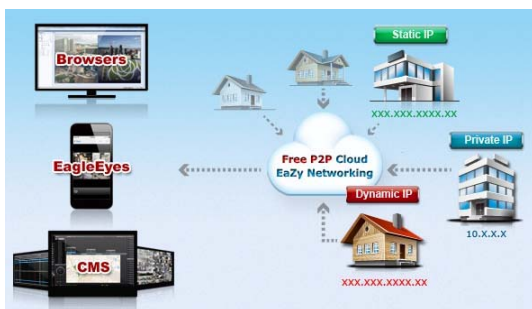 Browsers
Static IP
XXX.XXX.XXXX.XX
Private IP
EagleEyes
Free P2P Cloud
EaZy Networking
Dynamic IP
10.X.X.X
CMS
XXX.XXX.XXXX.XX